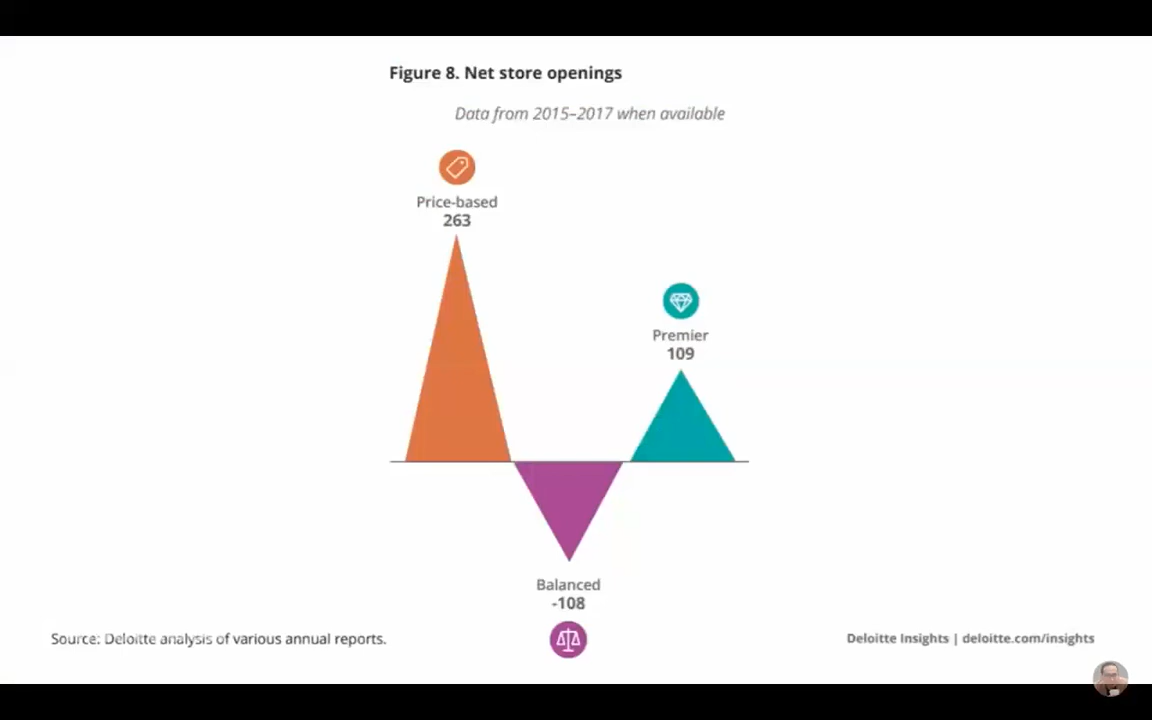 Figure 8. Net store openings
Data from 2015–2017 when available
Price-based
263
Premier
109
Balanced
-108
Source: Deloitte analysis of various annual reports.
Deloitte Insights | deloitte.com/insights